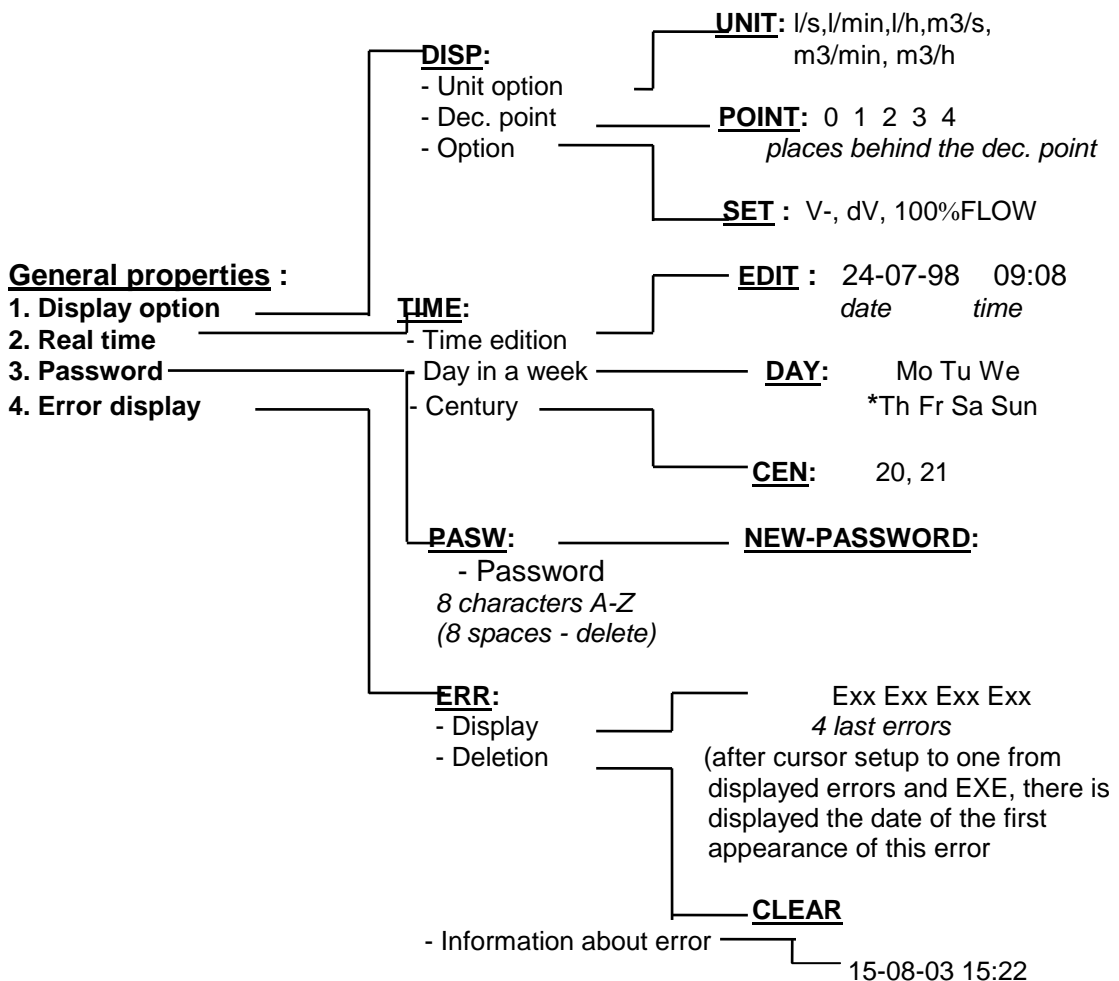 UNIT: l/s,l/min,l/h,m3/s,
m3/min, m3/h
DISP:
- Unit option
- Dec. point
- Option
POINT: 0 1 2 3 4
places behind the dec. point
SET : V-, dV, 100%FLOW
General properties :
1. Display option
2. Real time
3. Password
4. Error display
TIME:
- Time edition
- Day in a week
- Century
EDIT : 24-07-98 09:08
date time
DAY: Mo Tu We
*Th Fr Sa Sun
CEN: 20, 21
PASW:
- Password
8 characters A-Z
(8 spaces - delete)
NEW-PASSWORD:
ERR:
- Display
- Deletion
Exx Exx Exx Exx
4 last errors
(after cursor setup to one from
displayed errors and EXE, there is
displayed the date of the first
appearance of this error
CLEAR
- Information about error
15-08-03 15:22